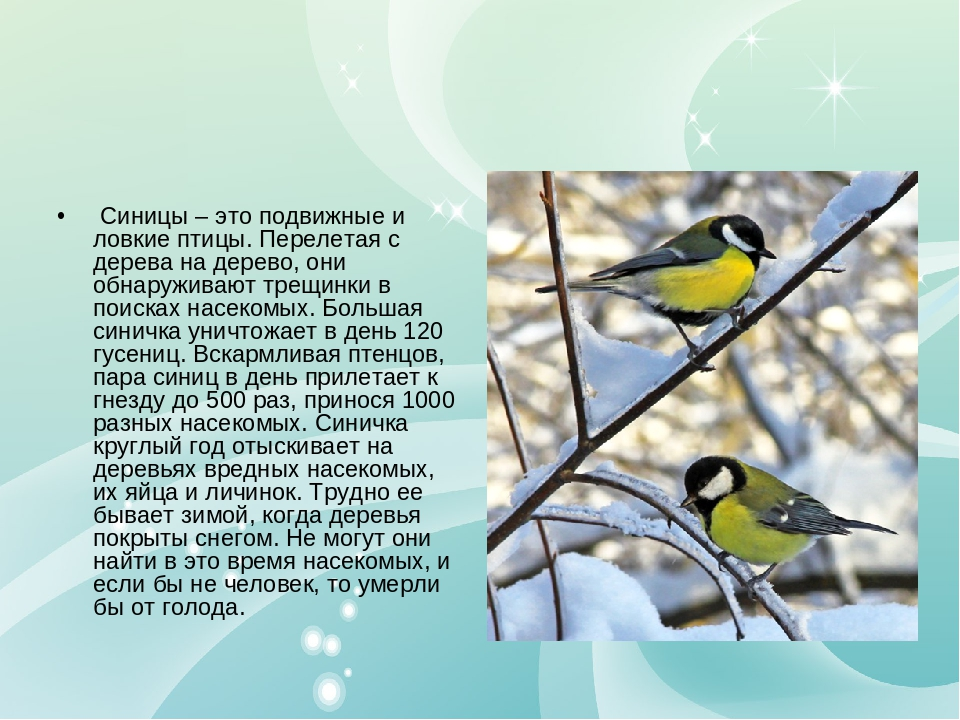 • Синицы – это подвижные и
ловкие птицы. Перелетая с
дерева на дерево, они
обнаруживают трещинки в
поисках насекомых. Большая
синичка уничтожает в день 120
гусениц. Вскармливая птенцов,
пара синиц в день прилетает к
гнезду до 500 раз, принося 1000
разных насекомых. Синичка
круглый год отыскивает на
деревьях вредных насекомых,
их яйца и личинок. Трудно ее
бывает зимой, когда деревья
покрыты снегом. Не могут они
найти в это время насекомых, и
если бы не человек, то умерли
бы от голода.